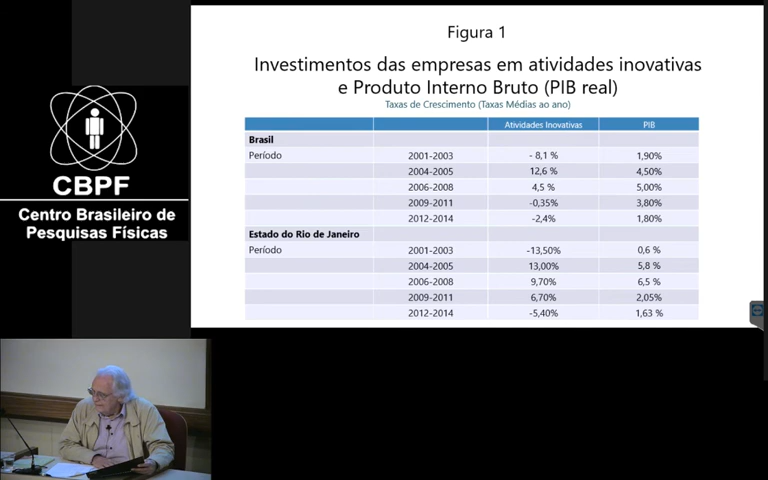 Figura 1
Investimentos das empresas em atividades inovativas
e Produto Interno Bruto (PIB real)
Taxas de Crescimento (Taxas Médias ao ano)
Atividades Inovativas PIB
Brasil
Período 2001-2003 - 8,1 % 1,90%
2004-2005 12,6 % 4,50%
2006-2008 4,5 % 5,00%
2009-2011 -0,35% 3,80%
2012-2014 -2,4% 1,80%
Estado do Rio de Janeiro
Período 2001-2003 -13,50% 0,6 %
2004-2005 13,00% 5,8 %
2006-2008 9,70% 6,5 %
2009-2011 6,70% 2,05%
2012-2014 -5,40% 1,63 %
CBPF
Centro Brasileiro de
Pesquisas Físicas